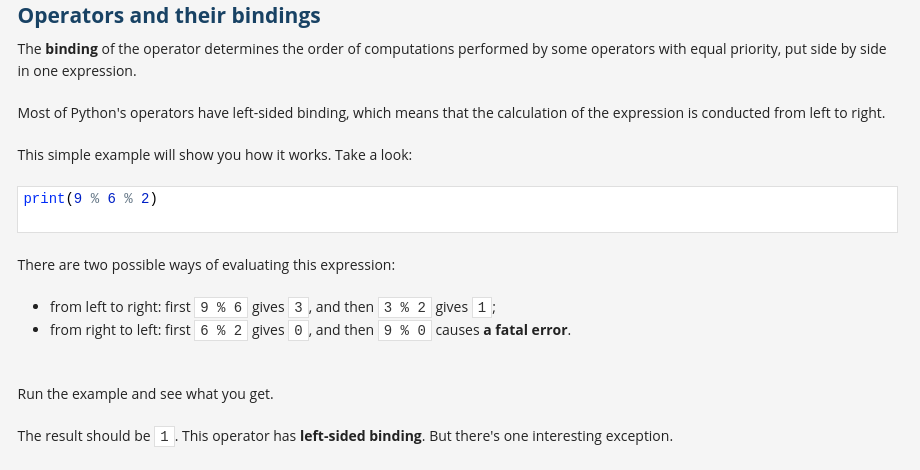 Operators and their bindings
The binding of the operator determines the order of computations performed by some operators with equal priority, put side by side
in one expression.
Most of Python's operators have left-sided binding, which means that the calculation of the expression is conducted from left to right.
This simple example will show you how it works. Take a look:
print(9 % 6 % 2)
There are two possible ways of evaluating this expression:
• from left to right: first 9 % 6 gives 3, and then 3 % 2 gives 1;
• from right to left: first 6 % 2 gives 0, and then 9 % 0 causes a fatal error.
Run the example and see what you get.
The result should be 1. This operator has left-sided binding. But there's one interesting exception.